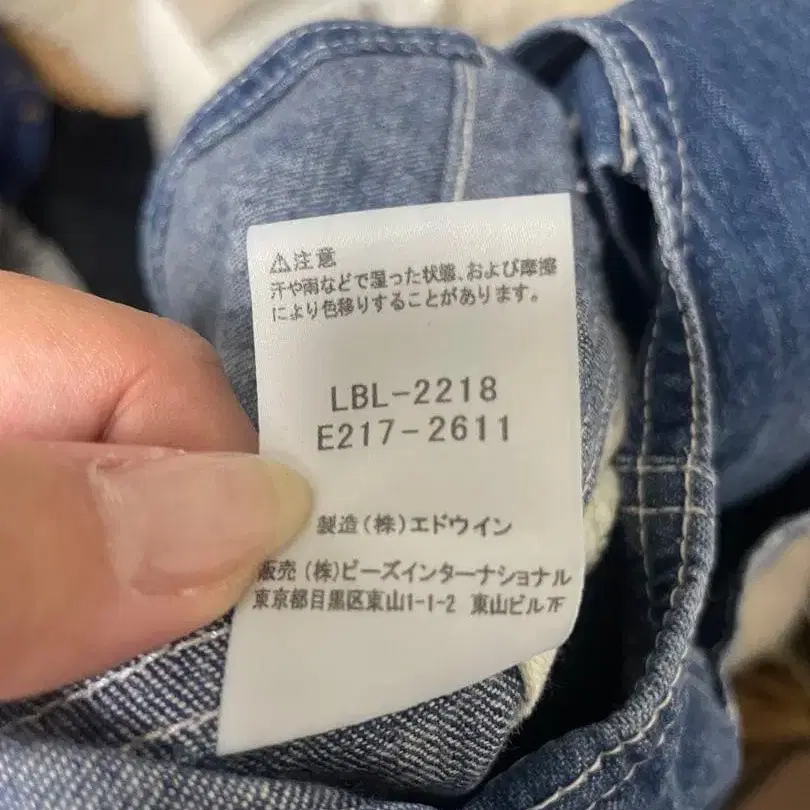 ⚠注意
汗や雨などで湿った状態、および摩擦
により色移りすることがあります。
LBL-2218
E217-2611
製造(株)エドウイン
販売(株)ビーズインターナショナル
東京都目黒区東山1-1-2 東山ビル7F